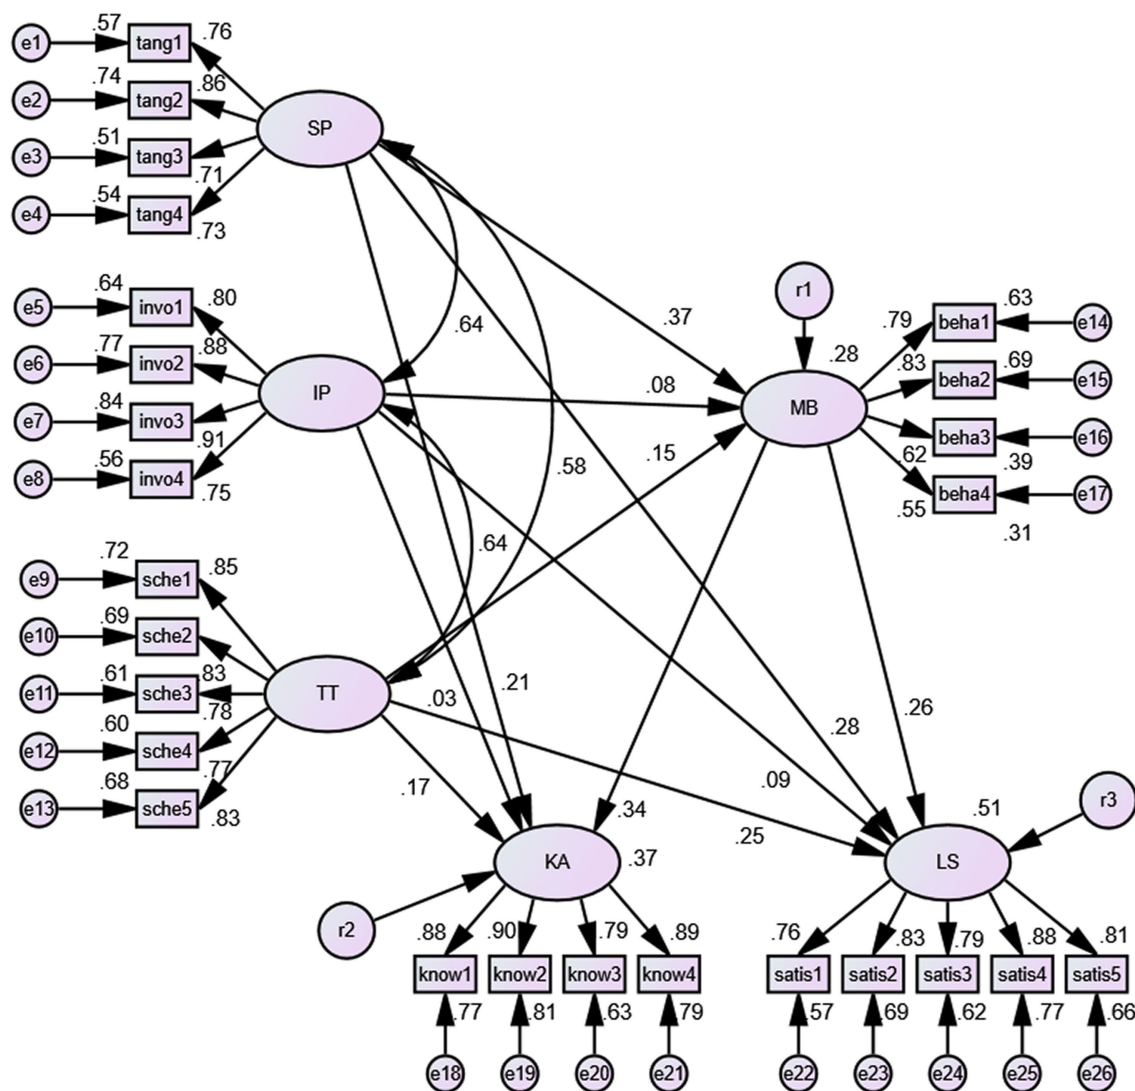 .57
.76
e1
tang1
.74
.86
e2
tang2
SP
.51
e3
tang3
.71
.54
e4
tang4
.73
.64
.80
e5
invo1
.77
.88
e6
invo2
IP
.84
e7
invo3
.91
.56
e8
invo4
.75
.64
.37
.08
.15
.58
.64
r1
.28
MB
.79
beha1
.63
e14
.83
beha2
.69
e15
beha3
e16
.62
.39
beha4
e17
.55
.31
.72
.85
e9
sche1
.69
e10
sche2
.83
.61
e11
sche3
TT
.78
.60
e12
sche4
.77
.68
e13
sche5
.83
.03
.21
.17
.28
.26
.09
.34
.25
.51
r3
KA
.37
LS
r2
.88
.90
.79
.89
know1
know2
know3
know4
.77
.81
.63
.79
e18
e19
e20
e21
.76
.83
.79
.88
.81
satis1
satis2
satis3
satis4
satis5
.57
.69
.62
.77
.66
e22
e23
e24
e25
e26